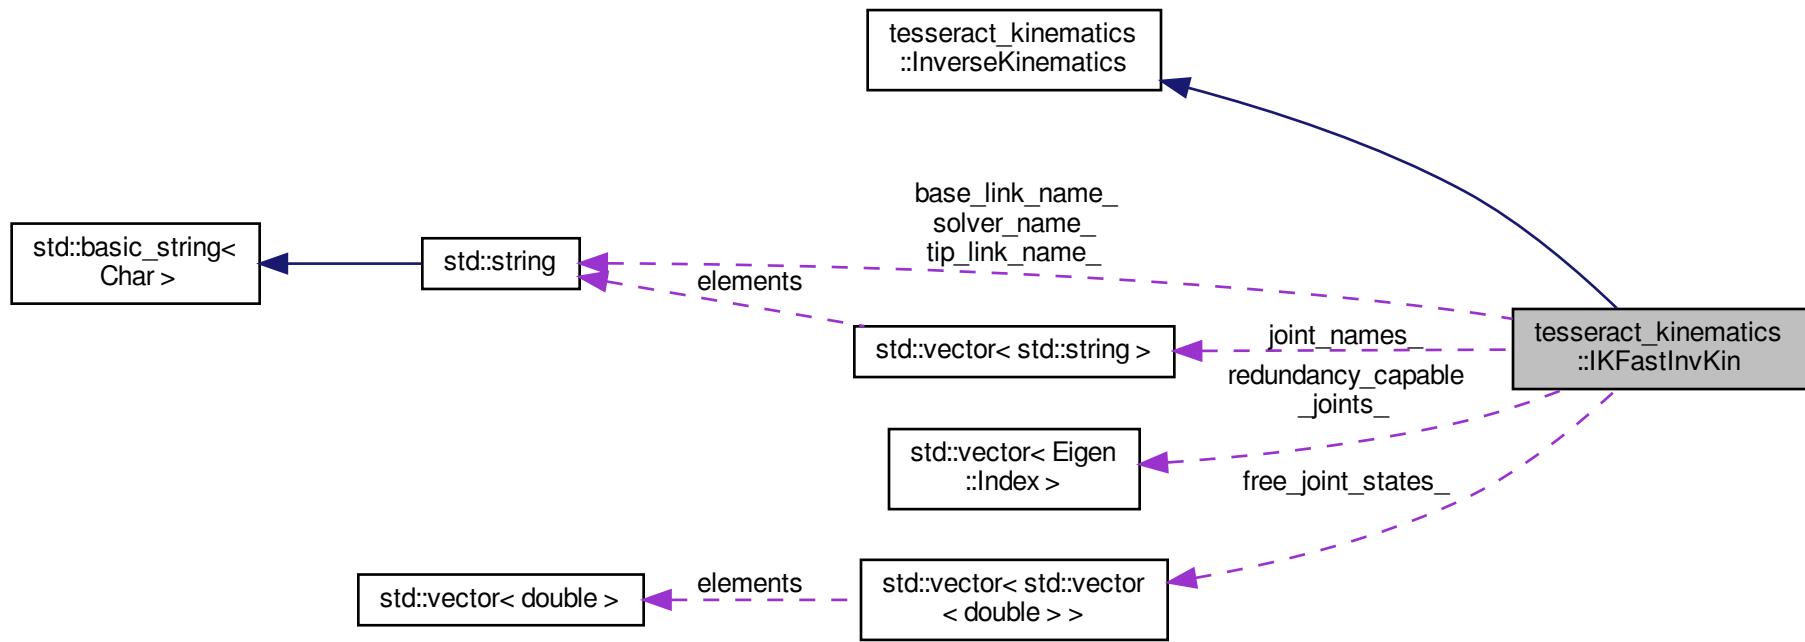 tesseract_kinematics
::InverseKinematics
base_link_name_
solver_name_
tip_link_name_
std::basic_string<
Char >
std::string
elements
std::vector< std::string >
joint_names_
tesseract_kinematics
::IKFastInvKin
redundancy_capable
_joints_
std::vector< Eigen
::Index >
free_joint_states_
std::vector< double >
elements
std::vector< std::vector
< double > >